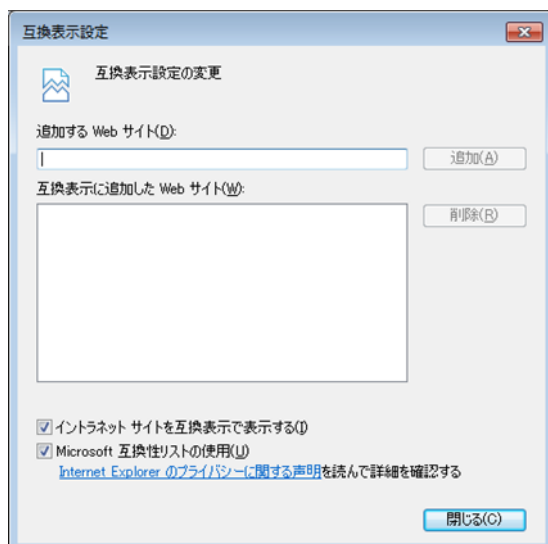 互換表示設定
互換表示設定の変更
追加する Web サイト(D):
追加(A)
互換表示に追加した Web サイト(W):
削除(R)
イントラネット サイトを互換表示で表示する(I)
Microsoft 互換性リストの使用(U)
Internet Explorer のプライバシーに関する声明を読んで詳細を確認する
閉じる(C)